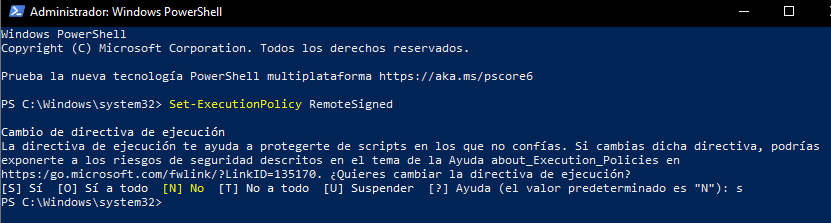 Administrador: Windows PowerShell
Windows PowerShell
Copyright (C) Microsoft Corporation. Todos los derechos reservados.
Prueba la nueva tecnología PowerShell multiplataforma https://aka.ms/pscore6
PS C:\Windows\system32> Set-ExecutionPolicy RemoteSigned
Cambio de directiva de ejecución
La directiva de ejecución te ayuda a protegerte de scripts en los que no confías. Si cambias dicha directiva, podrías
exponerte a los riesgos de seguridad descritos en el tema de la Ayuda about_Execution_Policies en
https:/go.microsoft.com/fwlink/?LinkID=135170. ¿Quieres cambiar la directiva de ejecución?
[S] Sí  [O] Sí a todo  [N] No  [T] No a todo  [U] Suspender  [?] Ayuda (el valor predeterminado es "N"): s
PS C:\Windows\system32>